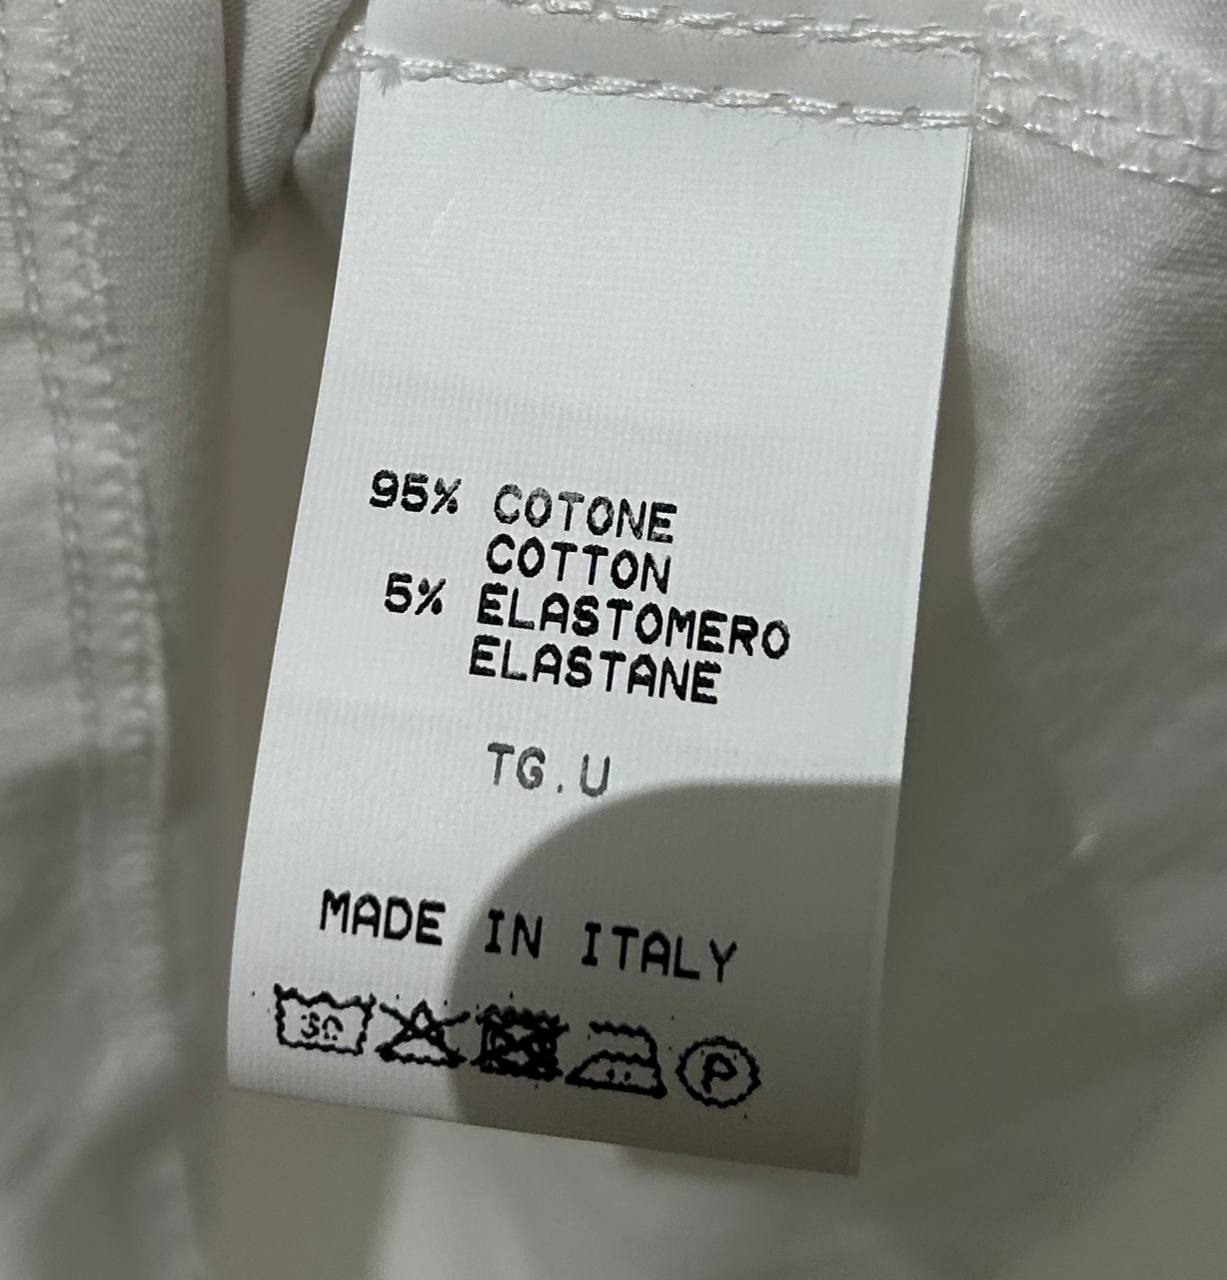 95% COTONE
COTTON
5% ELASTOMERO
ELASTANE
TG.U
MADE IN ITALY
30
P